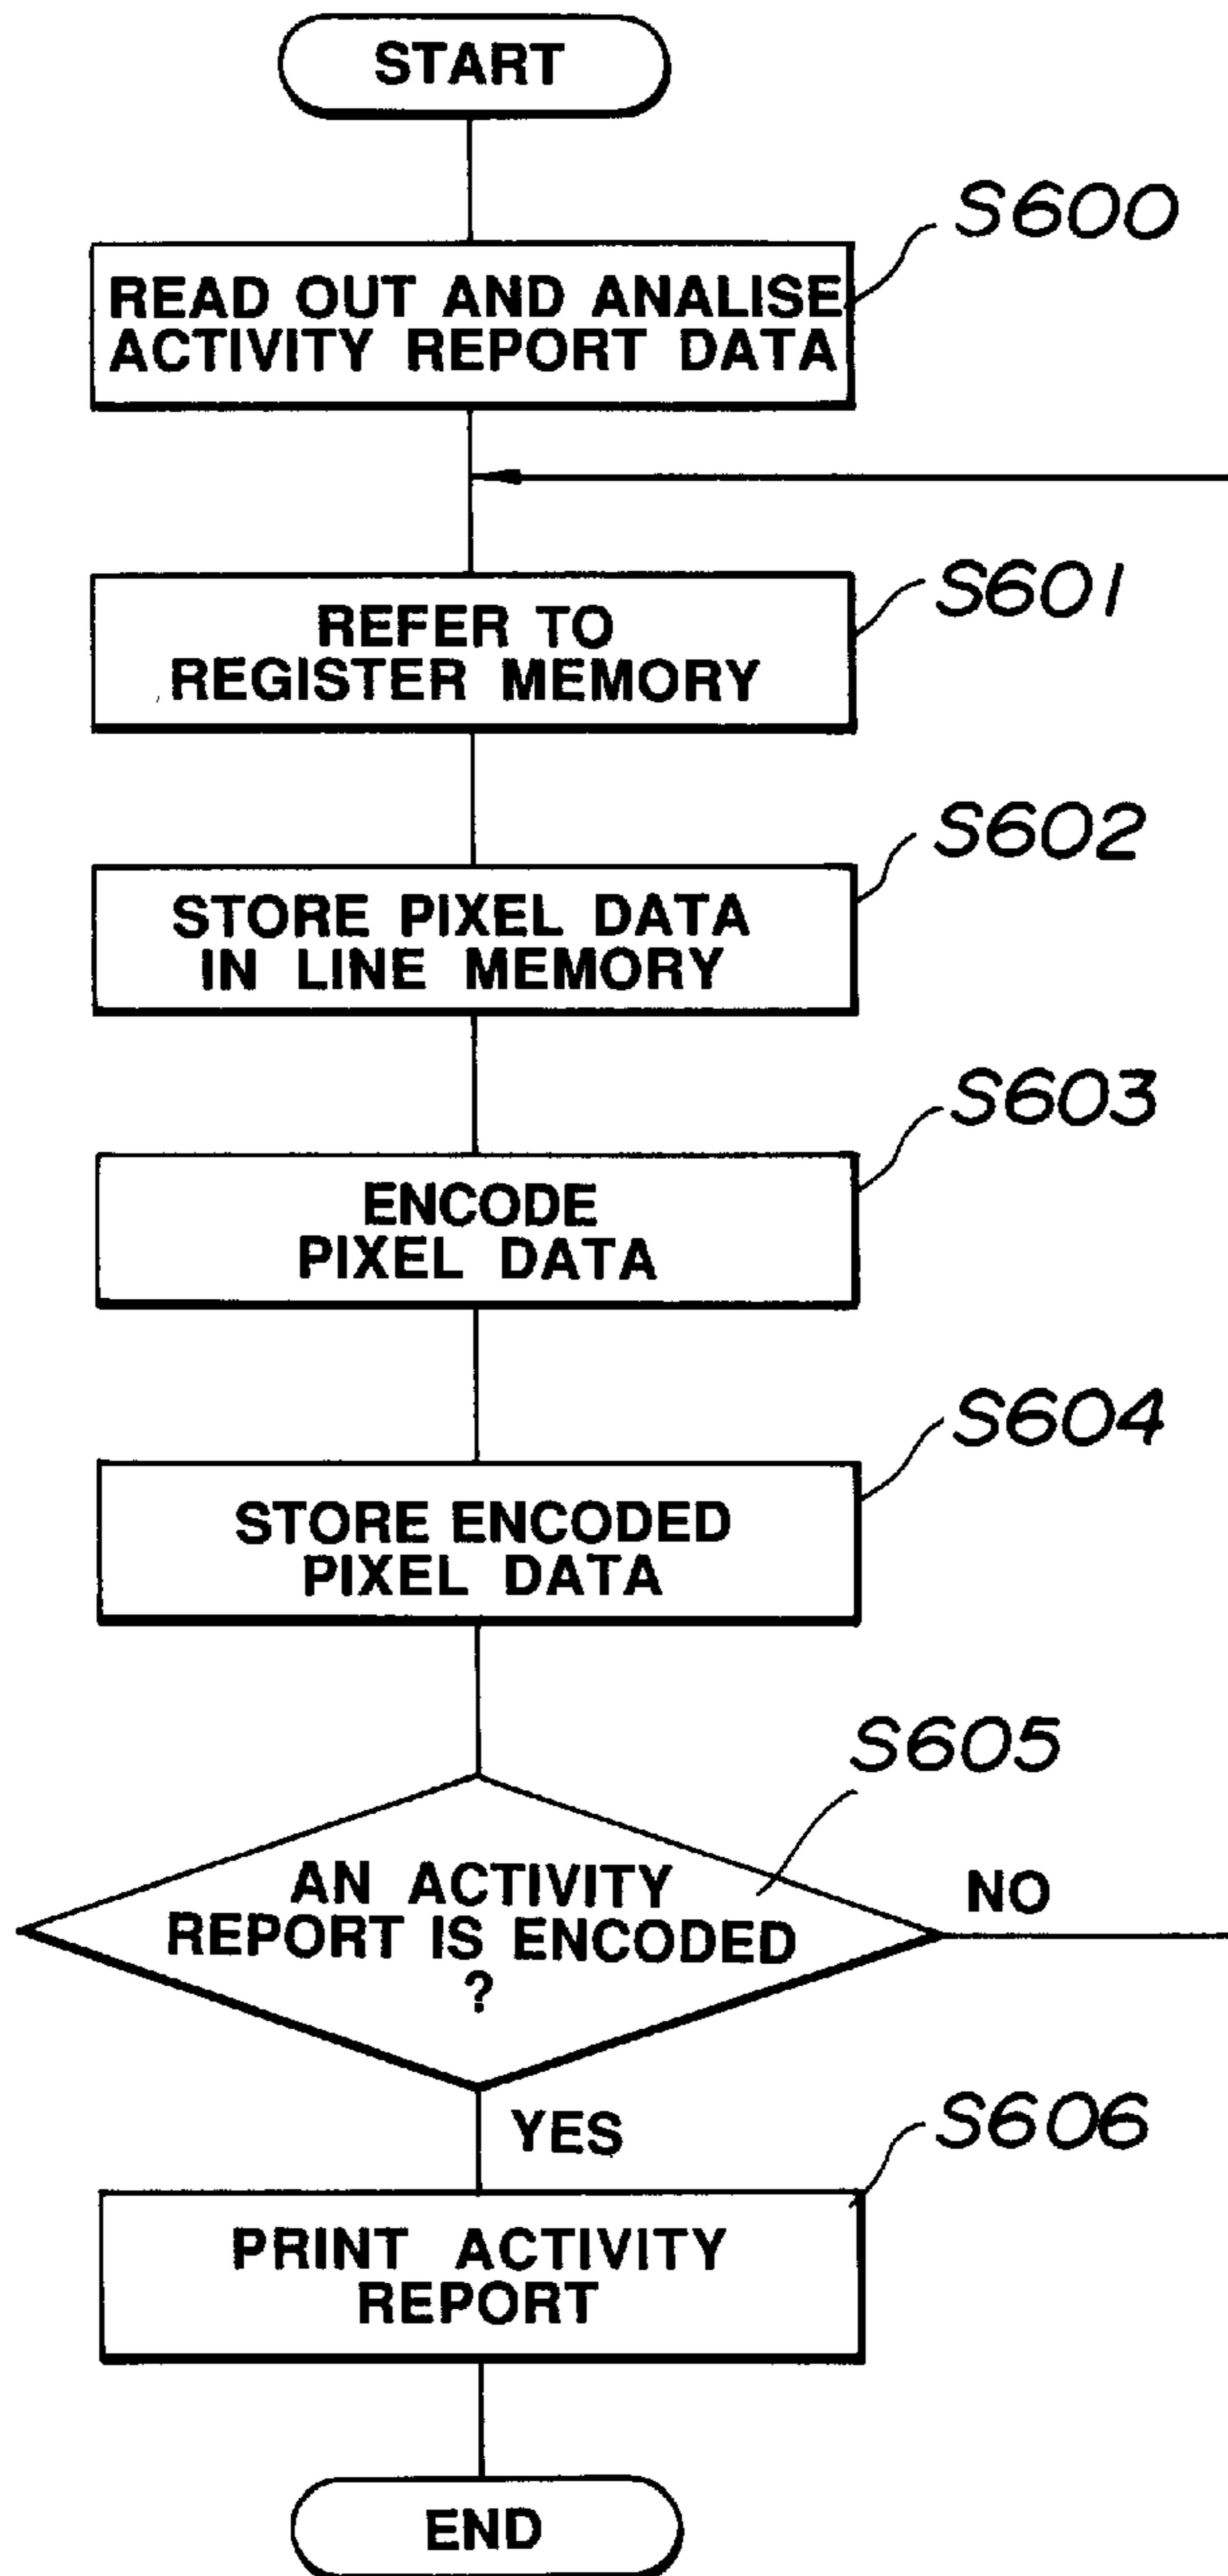 START
S600
READ OUT AND ANALISE
ACTIVITY REPORT DATA
S601
REFER TO
REGISTER MEMORY
S602
STORE PIXEL DATA
IN LINE MEMORY
S603
ENCODE
PIXEL DATA
S604
STORE ENCODED
PIXEL DATA
S605
AN ACTIVITY
REPORT IS ENCODED
?
NO
YES
S606
PRINT ACTIVITY
REPORT
END